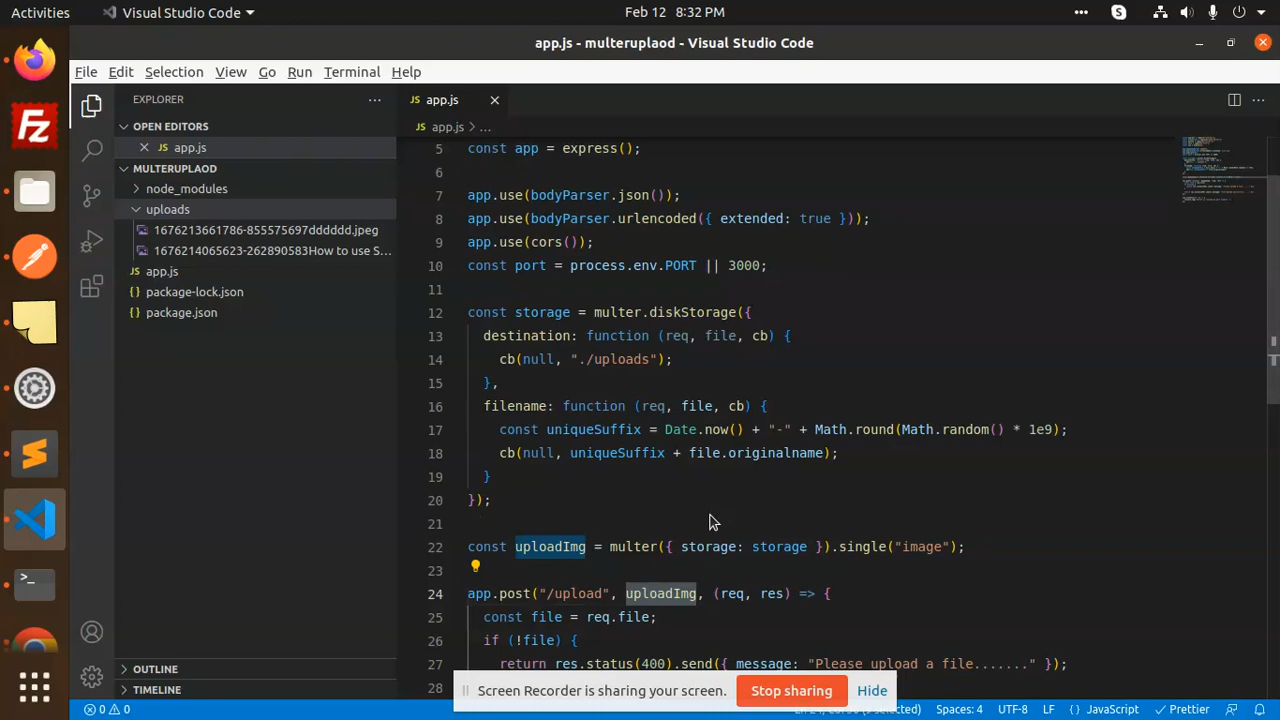 Activities Visual Studio Code Feb 12 8:32 PM
app.js - multeruplaod - Visual Studio Code
File Edit Selection View Go Run Terminal Help
EXPLORER
OPEN EDITORS
app.js
MULTERUPLAOD
node_modules
uploads
1676213661786-855575697dddddd.jpeg
1676214065623-262890583How to use S...
app.js
package-lock.json
package.json
OUTLINE
TIMELINE
JS app.js
JS app.js > ...
5 const app = express();
6
7 app.use(bodyParser.json());
8 app.use(bodyParser.urlencoded({ extended: true }));
9 app.use(cors());
10 const port = process.env.PORT || 3000;
11
12 const storage = multer.diskStorage({
13 destination: function (req, file, cb) {
14 cb(null, "./uploads");
15 },
16 filename: function (req, file, cb) {
17 const uniqueSuffix = Date.now() + "-" + Math.round(Math.random() * 1e9);
18 cb(null, uniqueSuffix + file.originalname);
19 }
20 });
21
22 const uploadImg = multer({ storage: storage }).single("image");
23
24 app.post("/upload", uploadImg, (req, res) => {
25 const file = req.file;
26 if (!file) {
27 return res.status(400).send({ message: "Please upload a file......." });
28
Screen Recorder is sharing your screen. Stop sharing Hide
0 0 Spaces: 4 UTF-8 LF {} JavaScript Prettier